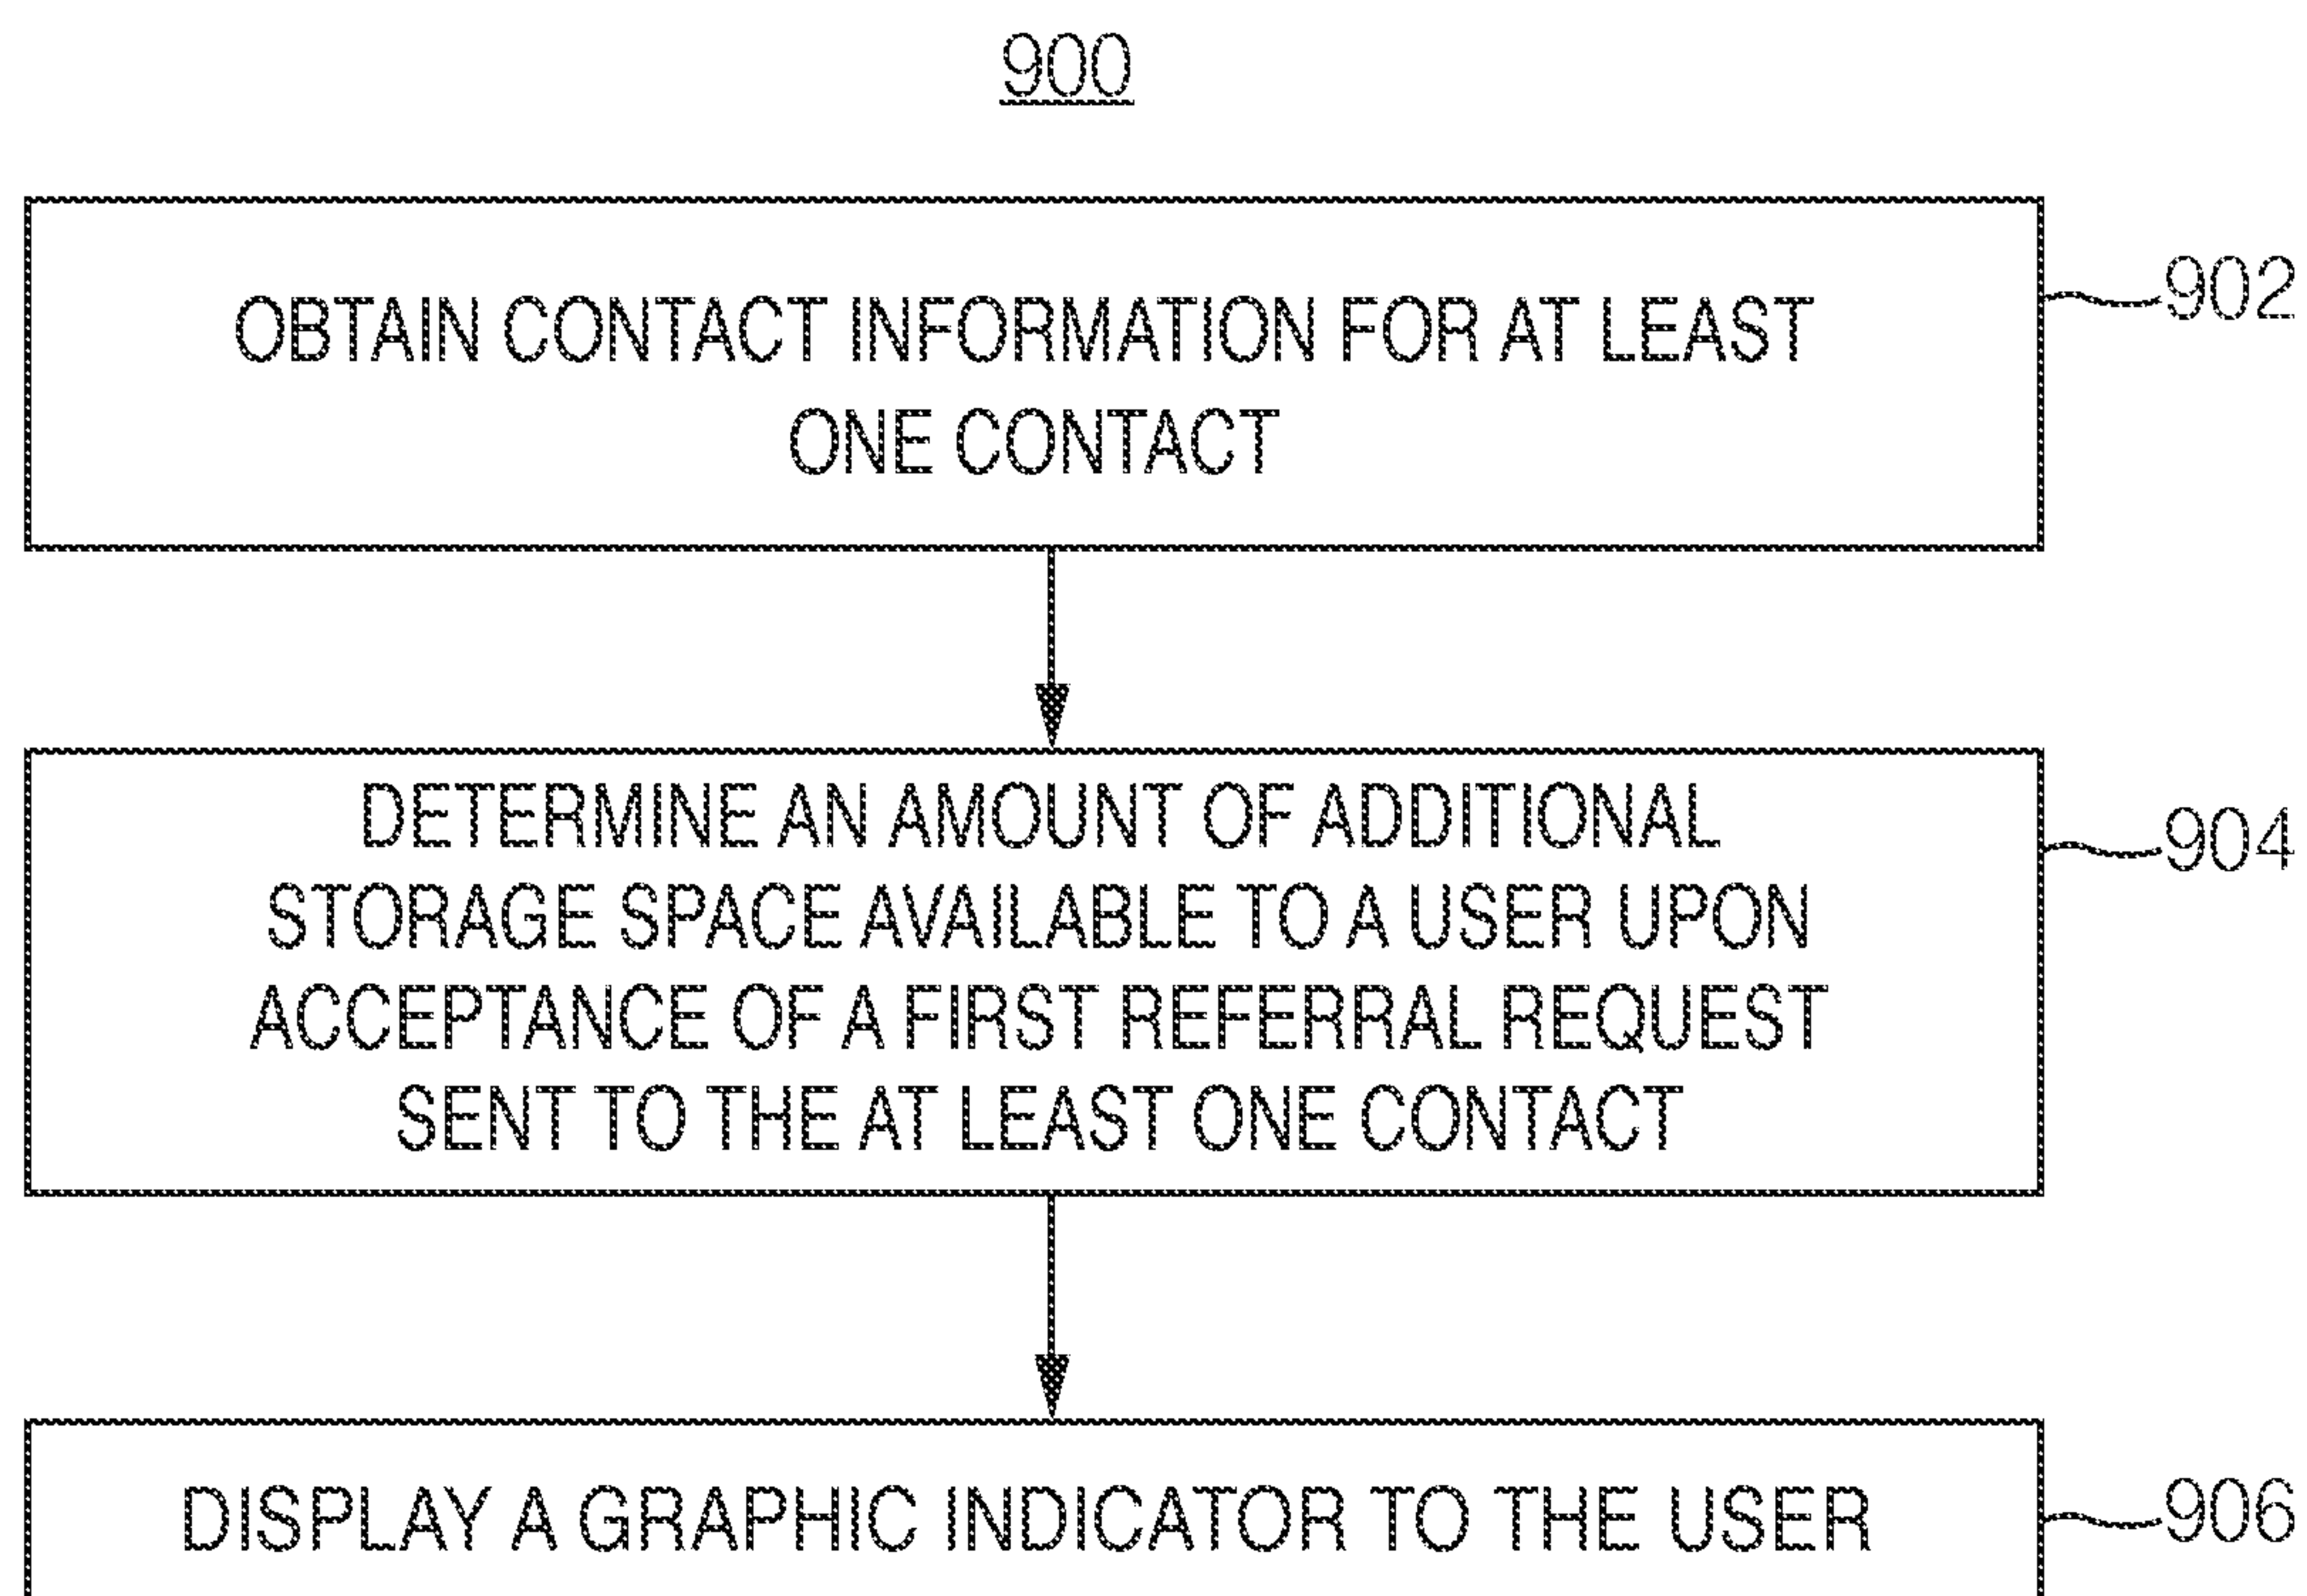 900
OBTAIN CONTACT INFORMATION FOR AT LEAST
ONE CONTACT
902
DETERMINE AN AMOUNT OF ADDITIONAL
STORAGE SPACE AVAILABLE TO A USER UPON
ACCEPTANCE OF A FIRST REFERRAL REQUEST
SENT TO THE AT LEAST ONE CONTACT
904
DISPLAY A GRAPHIC INDICATOR TO THE USER
906